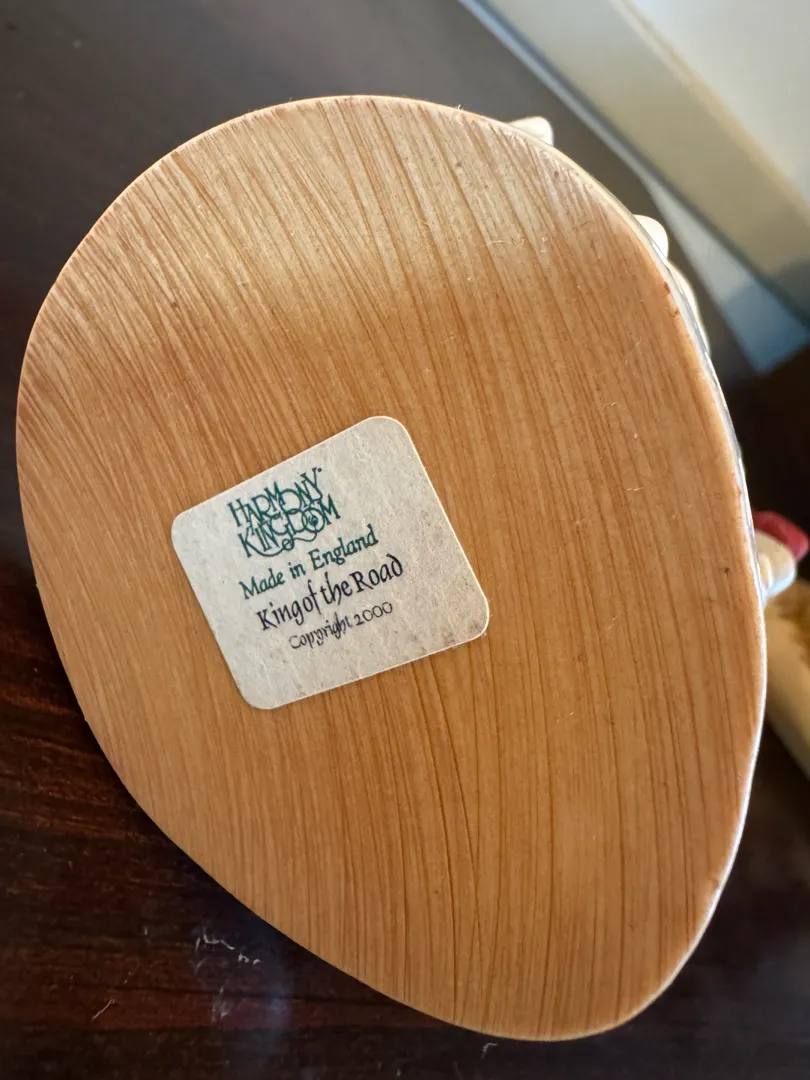 HARMONY
KINGDOM
Made in England
King of the Road
Copyright 2000